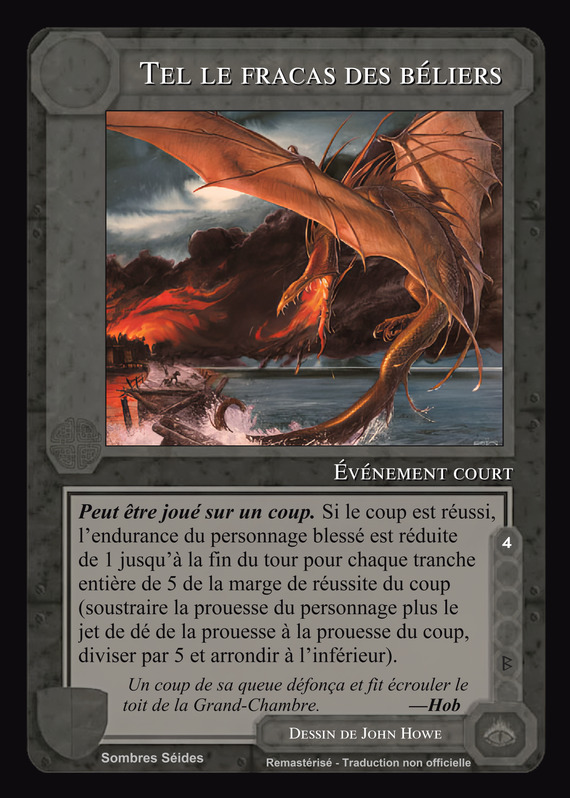 Tel le fracas des béliers
Événement court
Peut être joué sur un coup. Si le coup est réussi,
l'endurance du personnage blessé est réduite
de 1 jusqu'à la fin du tour pour chaque tranche
entière de 5 de la marge de réussite du coup
(soustraire la prouesse du personnage plus le
jet de dé de la prouesse à la prouesse du coup,
diviser par 5 et arrondir à l'inférieur).
4
Un coup de sa queue défonça et fit écrouler le
toit de la Grand-Chambre. —Hob
Dessin de John Howe
Sombres Séides
Remastérisé - Traduction non officielle